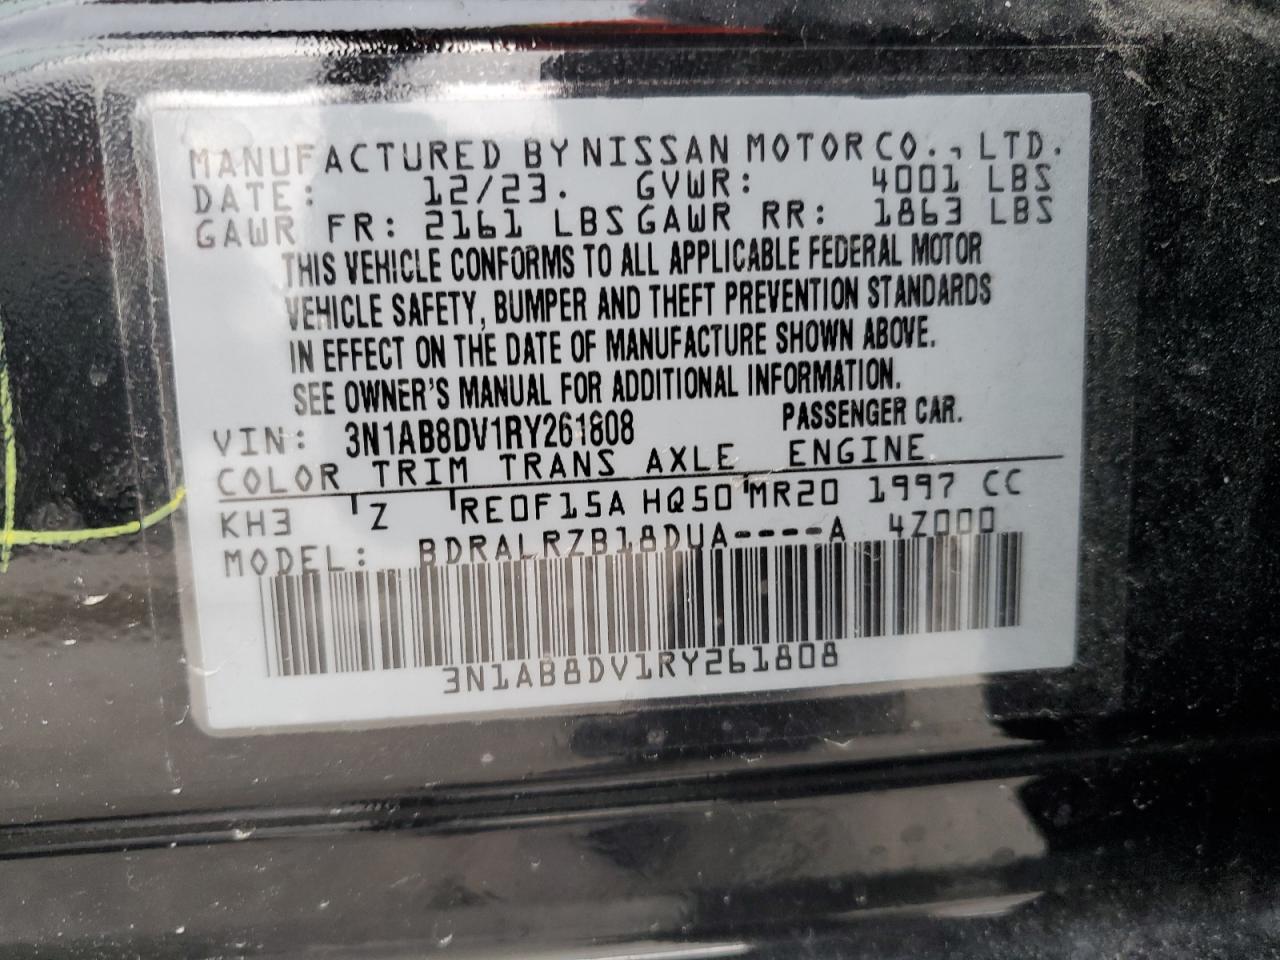 MANUFACTURED BY NISSAN MOTOR CO., LTD.
DATE: 12/23. GVWR: 4001 LBS
GAWR FR: 2161 LBS GAWR RR: 1863 LBS
THIS VEHICLE CONFORMS TO ALL APPLICABLE FEDERAL MOTOR
VEHICLE SAFETY, BUMPER AND THEFT PREVENTION STANDARDS
IN EFFECT ON THE DATE OF MANUFACTURE SHOWN ABOVE.
SEE OWNER'S MANUAL FOR ADDITIONAL INFORMATION.
VIN: 3N1AB8DV1RY261808 PASSENGER CAR.
COLOR TRIM TRANS AXLE ENGINE
KH3 Z RE0F15A HQ50 MR20 1997 CC
MODEL: BDRALRZB18DUA----A 4Z000
3N1AB8DV1RY261808